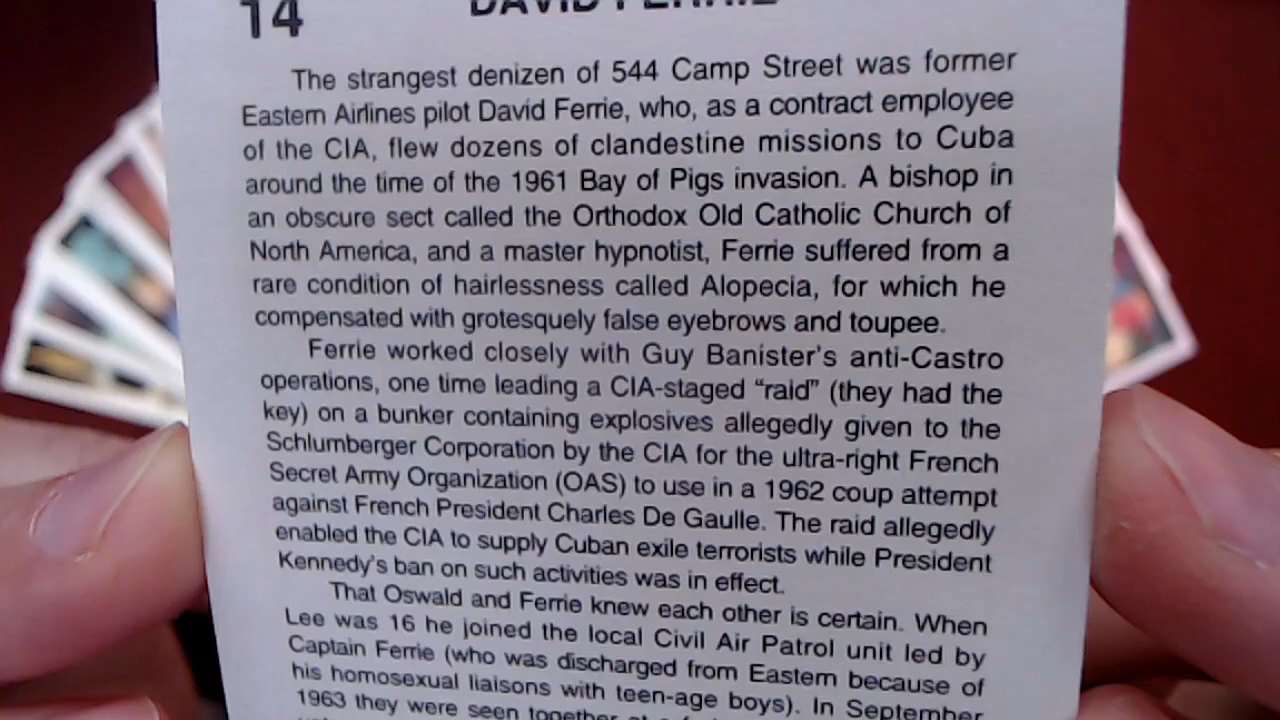 14
DAVID FERRIE
The strangest denizen of 544 Camp Street was former
Eastern Airlines pilot David Ferrie, who, as a contract employee
of the CIA, flew dozens of clandestine missions to Cuba
around the time of the 1961 Bay of Pigs invasion. A bishop in
an obscure sect called the Orthodox Old Catholic Church of
North America, and a master hypnotist, Ferrie suffered from a
rare condition of hairlessness called Alopecia, for which he
compensated with grotesquely false eyebrows and toupee.
Ferrie worked closely with Guy Banister's anti-Castro
operations, one time leading a CIA-staged “raid” (they had the
key) on a bunker containing explosives allegedly given to the
Schlumberger Corporation by the CIA for the ultra-right French
Secret Army Organization (OAS) to use in a 1962 coup attempt
against French President Charles De Gaulle. The raid allegedly
enabled the CIA to supply Cuban exile terrorists while President
Kennedy's ban on such activities was in effect.
That Oswald and Ferrie knew each other is certain. When
Lee was 16 he joined the local Civil Air Patrol unit led by
Captain Ferrie (who was discharged from Eastern because of
his homosexual liaisons with teen-age boys). In September
1963 they were seen together at a